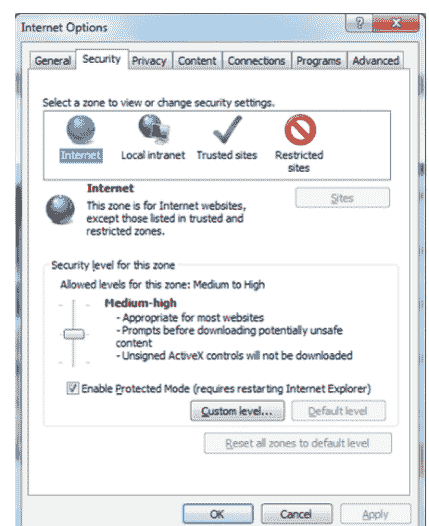 Internet Options
General Security Privacy Content Connections Programs Advanced
Select a zone to view or change security settings.
Internet Local intranet Trusted sites Restricted
sites
Internet
Sites
This zone is for Internet websites,
except those listed in trusted and
restricted zones.
Security level for this zone
Allowed levels for this zone: Medium to High
Medium-high
- Appropriate for most websites
- Prompts before downloading potentially unsafe
content
- Unsigned ActiveX controls will not be downloaded
Enable Protected Mode (requires restarting Internet Explorer)
Custom level... Default level
Reset all zones to default level
OK Cancel Apply